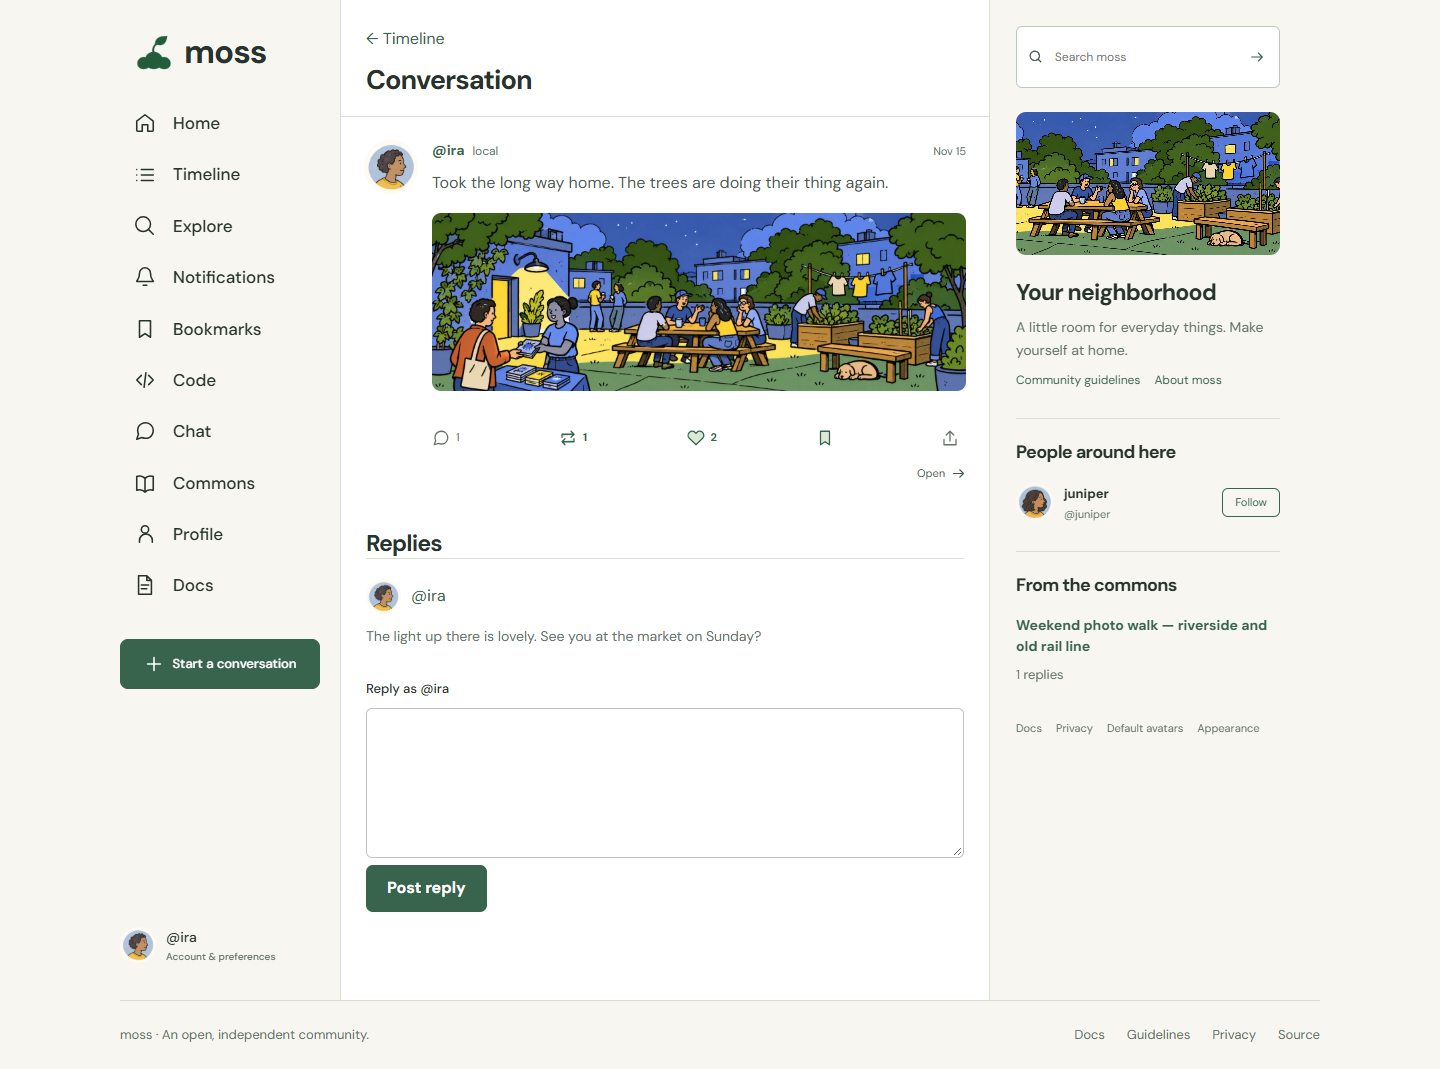 moss
Home
Timeline
Explore
Notifications
Bookmarks
Code
Chat
Commons
Profile
Docs
Start a conversation
@ira
Account & preferences
← Timeline
Conversation
@ira local Nov 15
Took the long way home. The trees are doing their thing again.
1 1 2
Open →
Replies
@ira
The light up there is lovely. See you at the market on Sunday?
Reply as @ira
Post reply
Search moss →
Your neighborhood
A little room for everyday things. Make
yourself at home.
Community guidelines About moss
People around here
juniper
@juniper
Follow
From the commons
Weekend photo walk — riverside and
old rail line
1 replies
Docs Privacy Default avatars Appearance
moss · An open, independent community.
Docs Guidelines Privacy Source